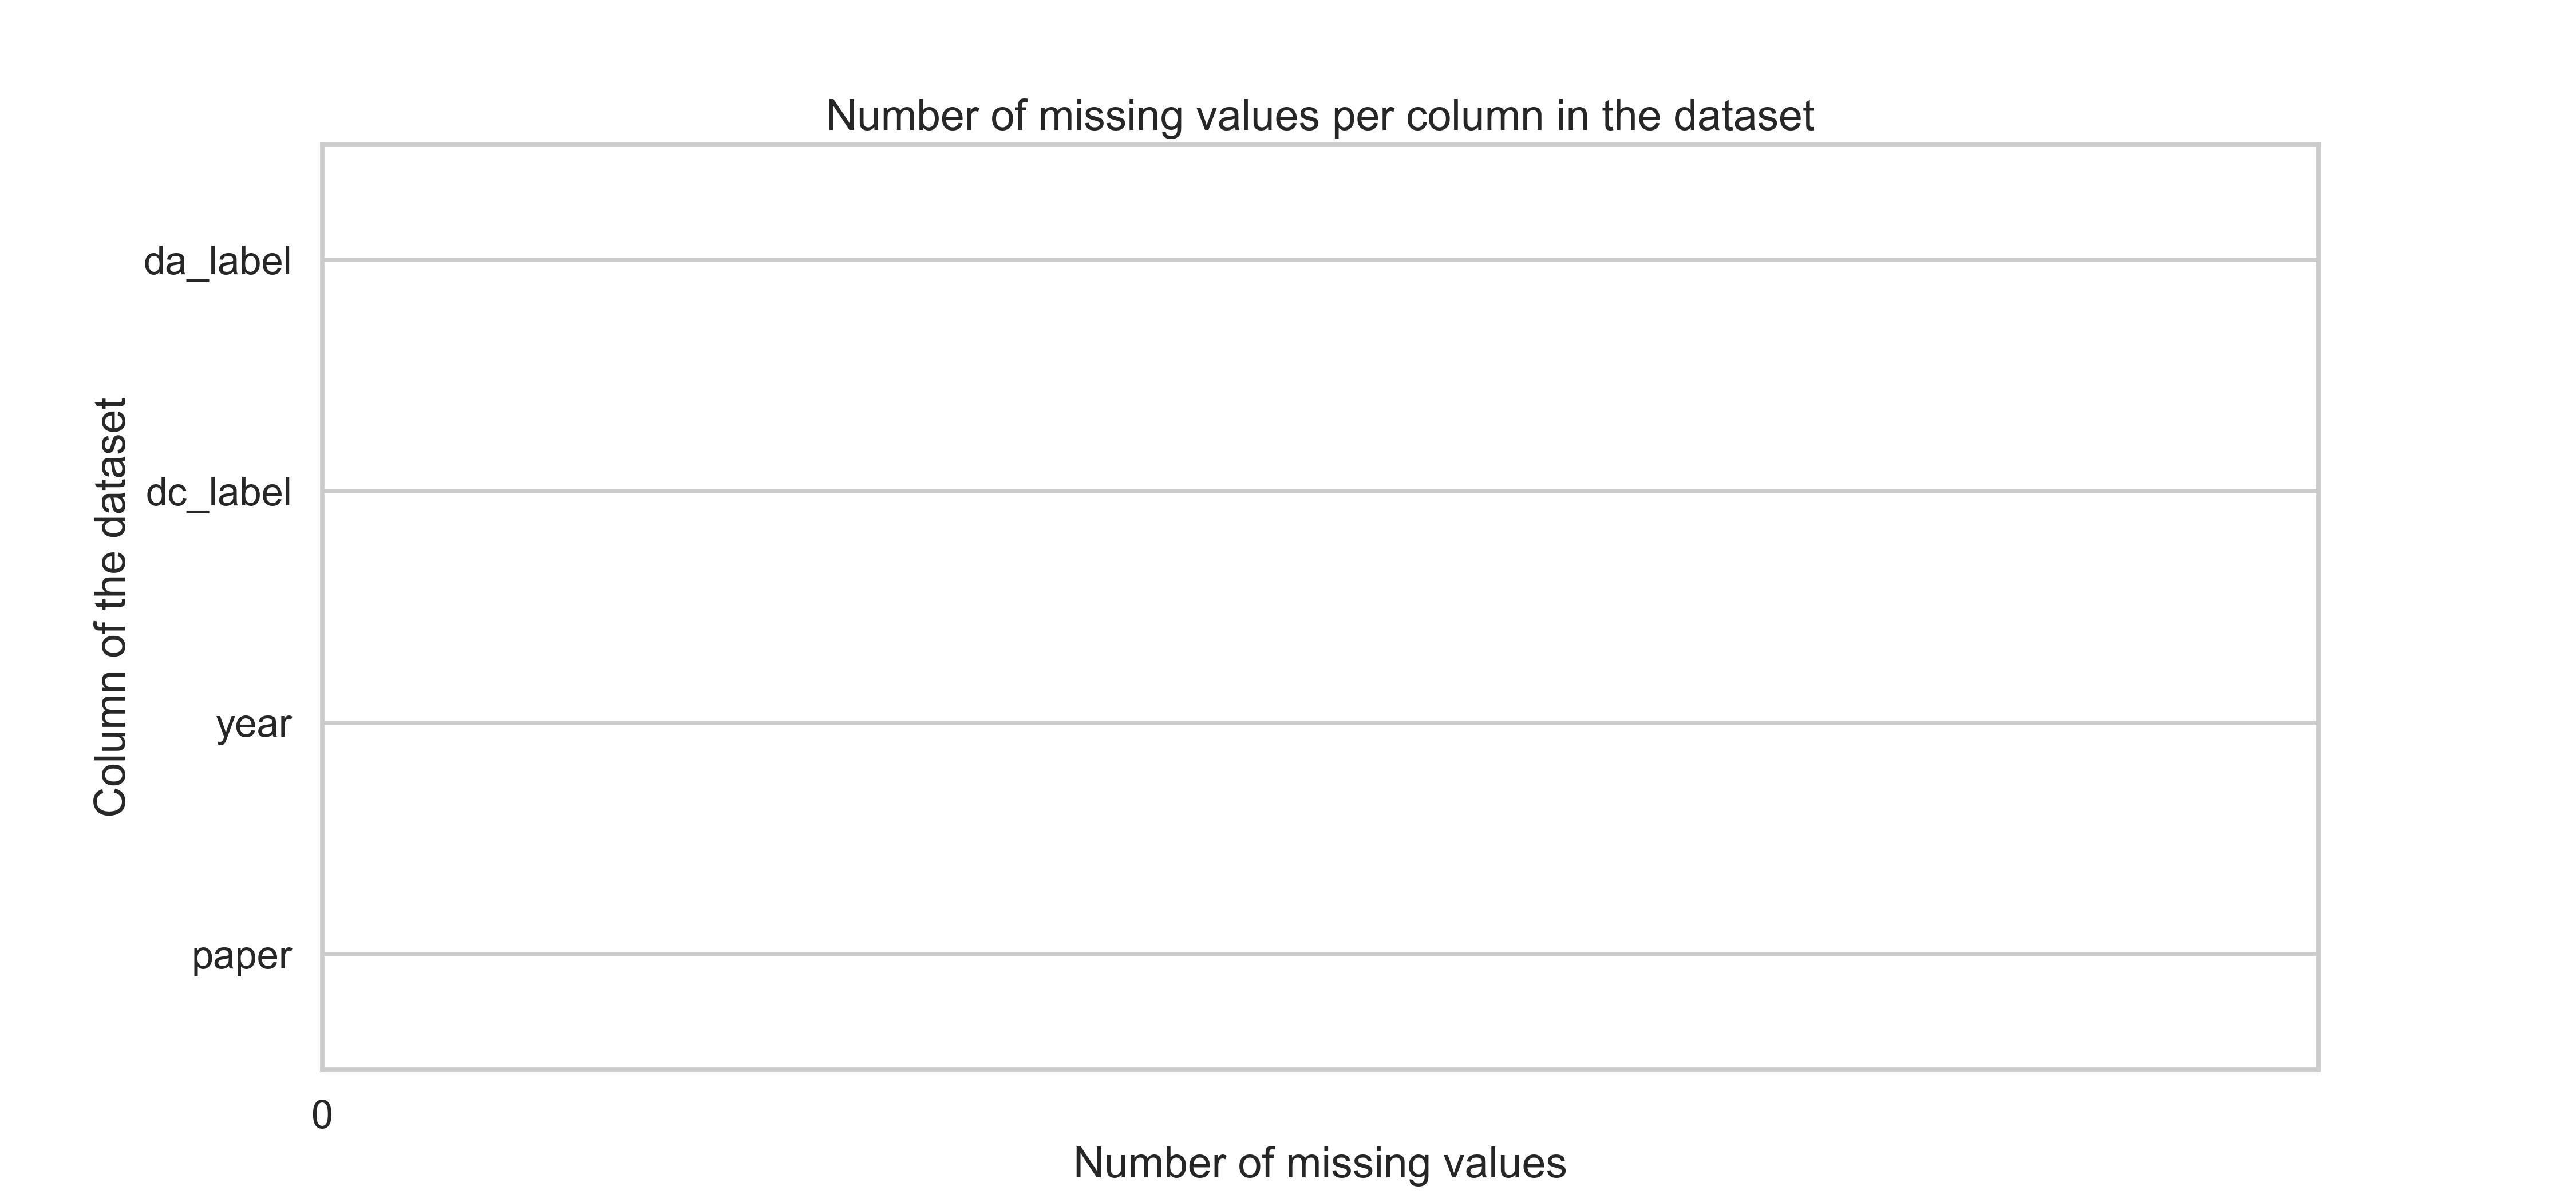 Number of missing values per column in the dataset
Column of the dataset
da_label
dc_label
year
paper
0
Number of missing values